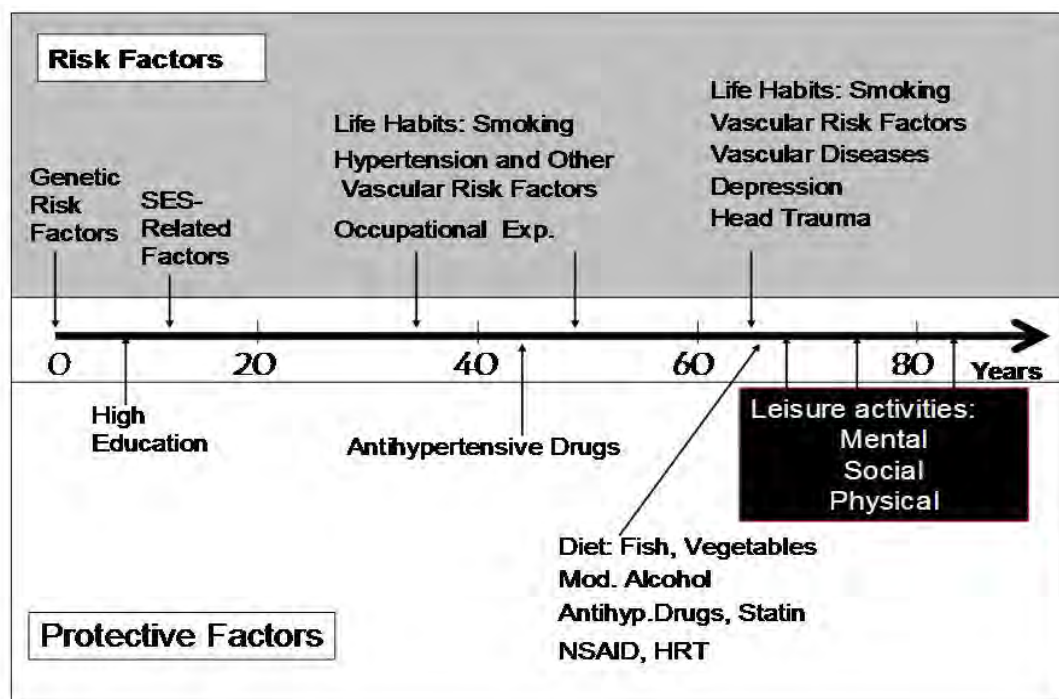 Risk Factors
Genetic
Risk
Factors
SES-
Related
Factors
Life Habits: Smoking
Hypertension and Other
Vascular Risk Factors
Occupational Exp.
Life Habits: Smoking
Vascular Risk Factors
Vascular Diseases
Depression
Head Trauma
0 20 40 60 80 Years
High
Education
Antihypertensive Drugs
Leisure activities:
Mental
Social
Physical
Diet: Fish, Vegetables
Mod. Alcohol
Antihyp.Drugs, Statin
NSAID, HRT
Protective Factors